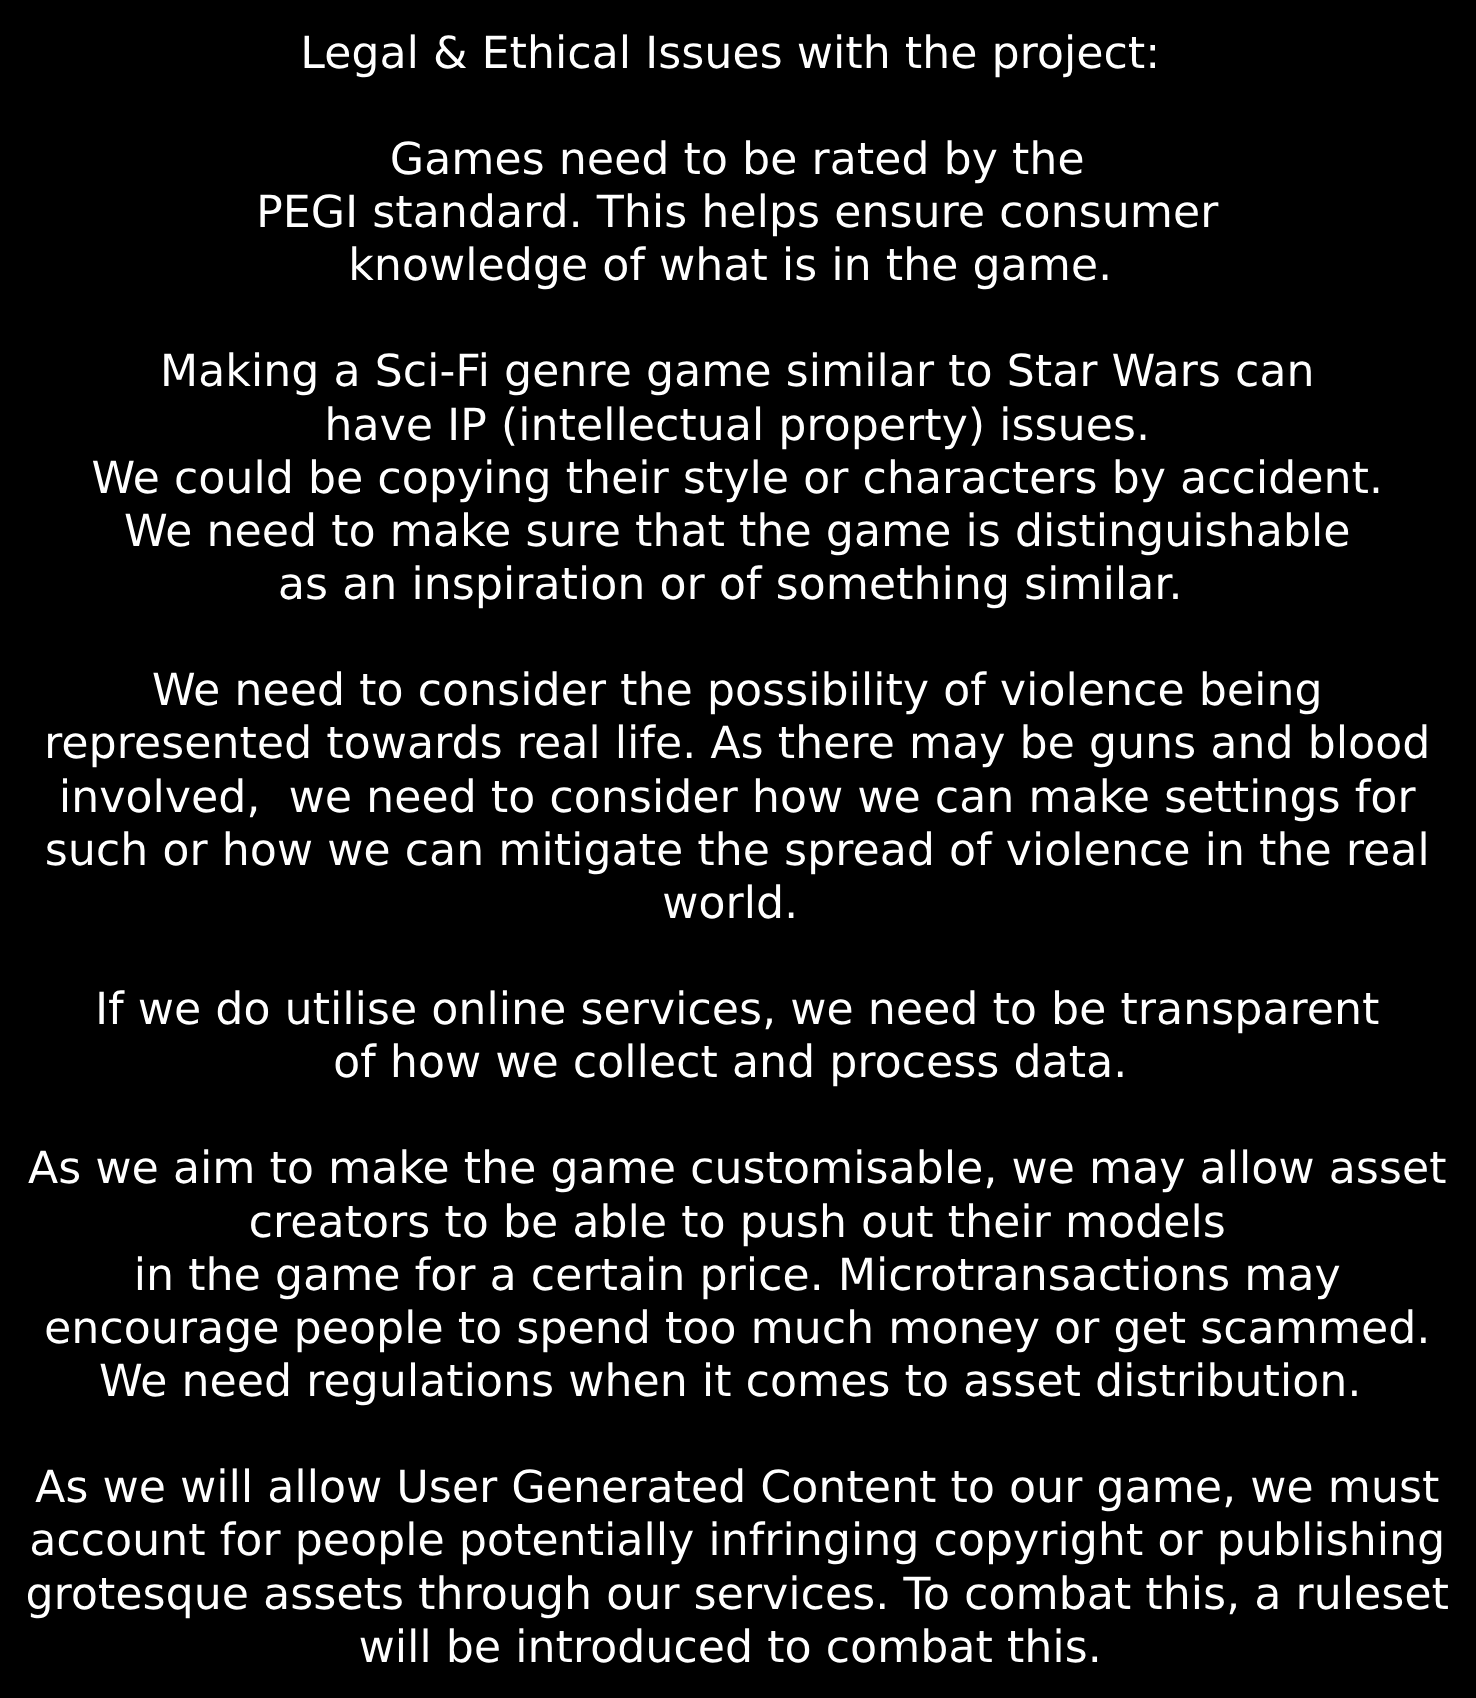 Legal & Ethical Issues with the project:
Games need to be rated by the
PEGI standard. This helps ensure consumer
knowledge of what is in the game.
Making a Sci-Fi genre game similar to Star Wars can
have IP (intellectual property) issues.
We could be copying their style or characters by accident.
We need to make sure that the game is distinguishable
as an inspiration or of something similar.
We need to consider the possibility of violence being
represented towards real life. As there may be guns and blood
involved,  we need to consider how we can make settings for
such or how we can mitigate the spread of violence in the real
world.
If we do utilise online services, we need to be transparent
of how we collect and process data.
As we aim to make the game customisable, we may allow asset
creators to be able to push out their models
in the game for a certain price. Microtransactions may
encourage people to spend too much money or get scammed.
We need regulations when it comes to asset distribution.
As we will allow User Generated Content to our game, we must
account for people potentially infringing copyright or publishing
grotesque assets through our services. To combat this, a ruleset
will be introduced to combat this.